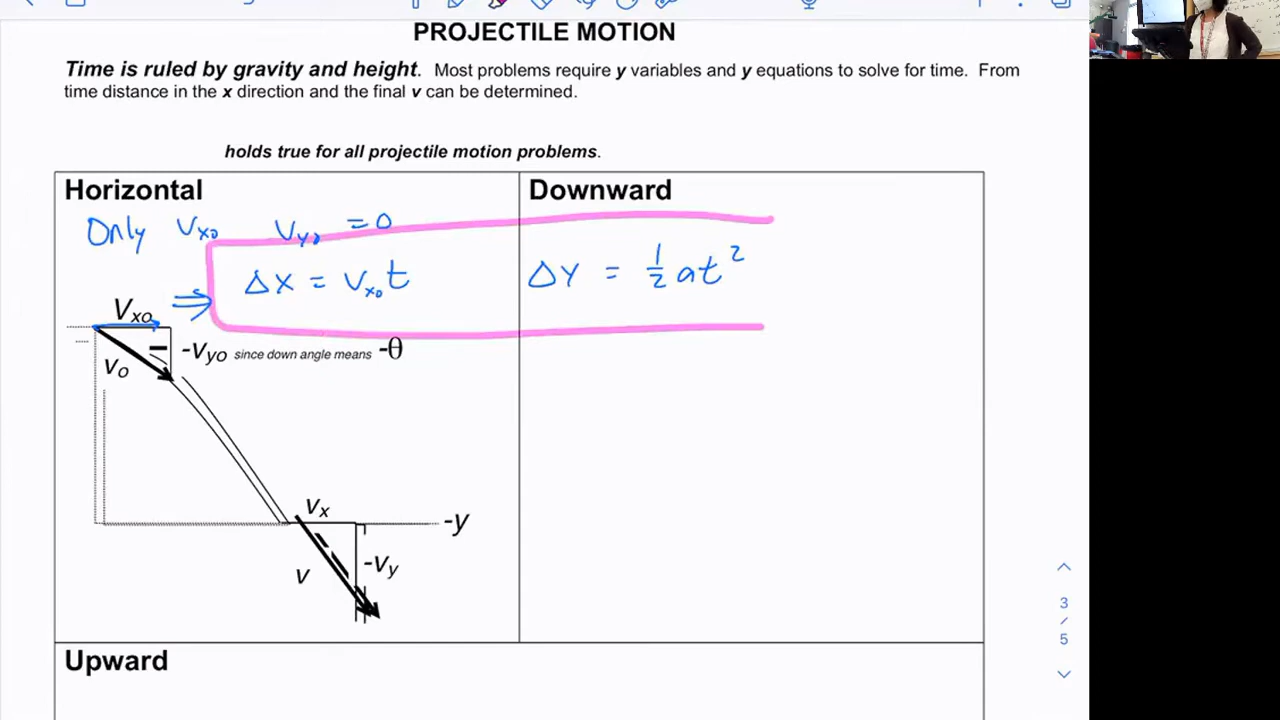 PROJECTILE MOTION
Time is ruled by gravity and height. Most problems require y variables and y equations to solve for time. From
time distance in the x direction and the final v can be determined.
holds true for all projectile motion problems.
Horizontal
Only Vxo Vyo = 0
Δx = Vxo t
Vxo
-Vyo since down angle means -θ
vo
vx
-y
-vy
v
Downward
ΔY = 1/2 at²
Upward
3
/
5